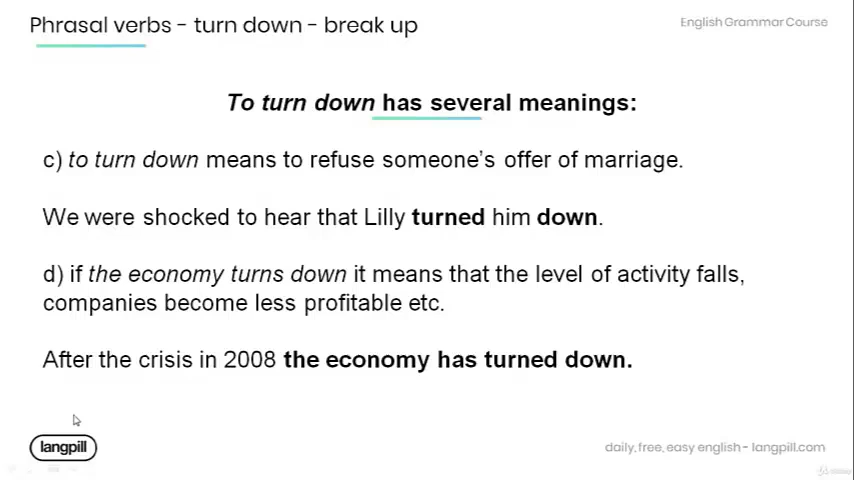 Phrasal verbs - turn down - break up
English Grammar Course
To turn down has several meanings:
c) to turn down means to refuse someone's offer of marriage.
We were shocked to hear that Lilly turned him down.
d) if the economy turns down it means that the level of activity falls,
companies become less profitable etc.
After the crisis in 2008 the economy has turned down.
langpill
daily, free, easy english - langpill.com